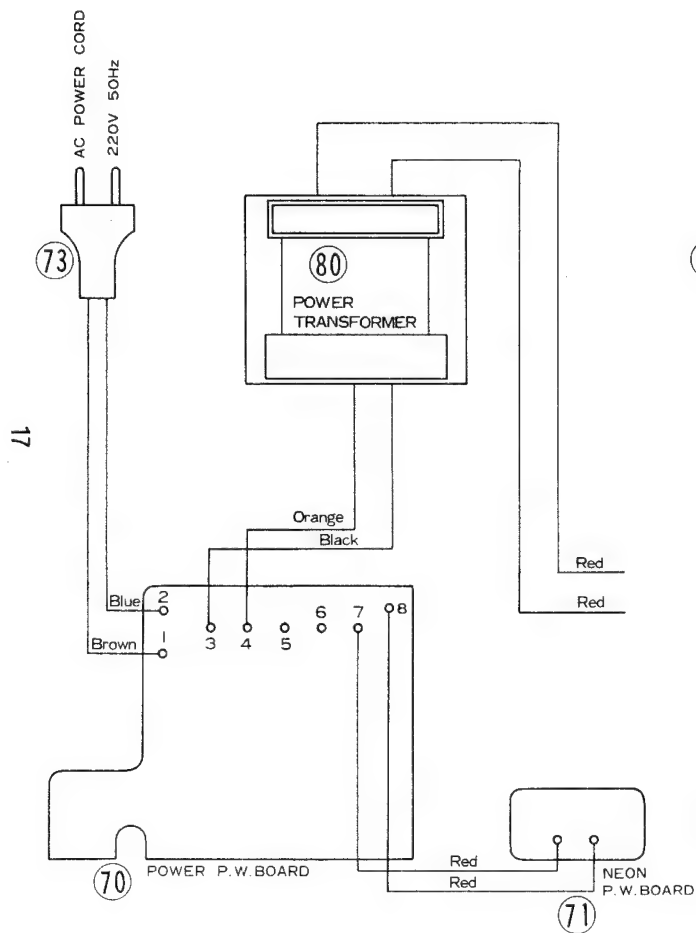 AC POWER CORD
220V 50Hz
73
80
POWER
TRANSFORMER
17
Orange
Black
Red
Red
Blue
2
1
Brown
3
4
5
6
7
8
Red
Red
70
POWER P.W.BOARD
71
NEON
P.W.BOARD